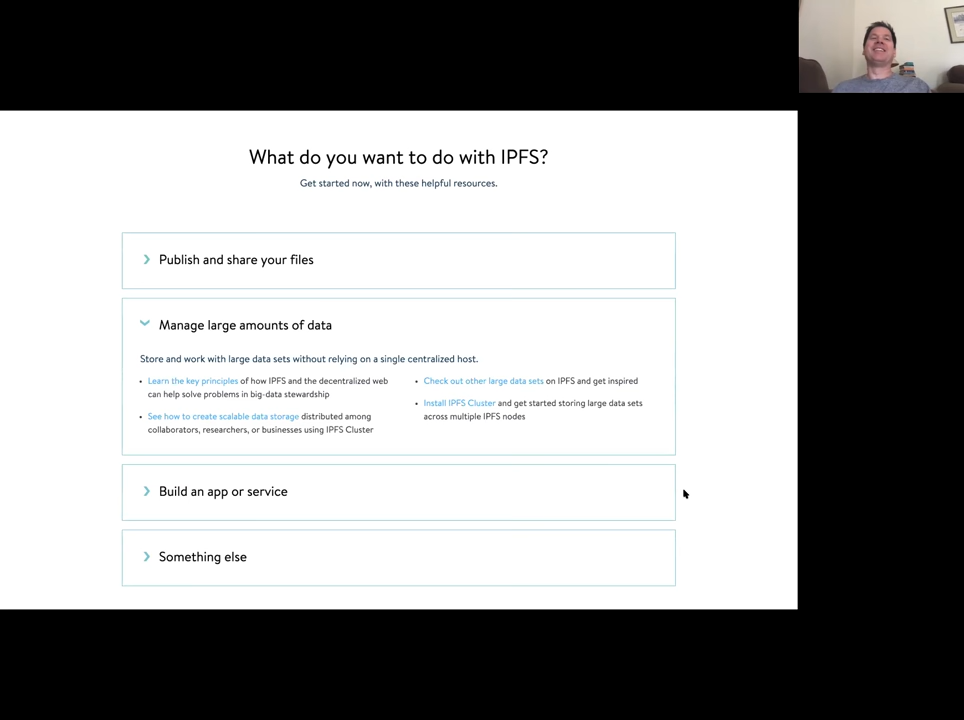 What do you want to do with IPFS?
Get started now, with these helpful resources.
Publish and share your files
Manage large amounts of data
Store and work with large data sets without relying on a single centralized host.
• Learn the key principles of how IPFS and the decentralized web
can help solve problems in big-data stewardship
• See how to create scalable data storage distributed among
collaborators, researchers, or businesses using IPFS Cluster
• Check out other large data sets on IPFS and get inspired
• Install IPFS Cluster and get started storing large data sets
across multiple IPFS nodes
Build an app or service
Something else